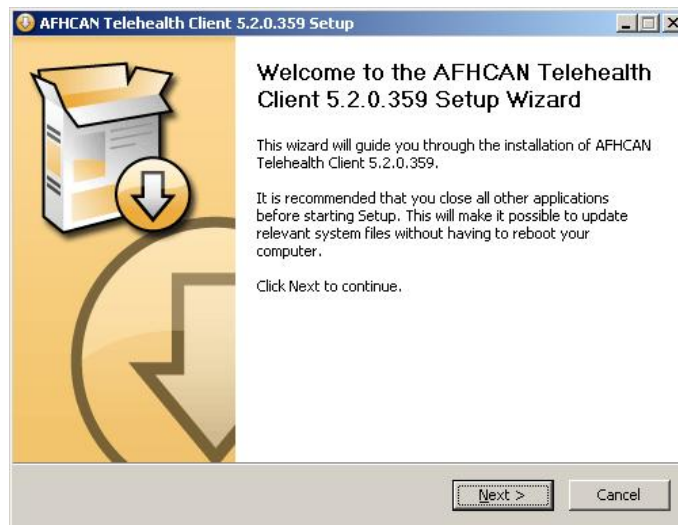 AFHCAN Telehealth Client 5.2.0.359 Setup
Welcome to the AFHCAN Telehealth
Client 5.2.0.359 Setup Wizard
This wizard will guide you through the installation of AFHCAN
Telehealth Client 5.2.0.359.
It is recommended that you close all other applications
before starting Setup. This will make it possible to update
relevant system files without having to reboot your
computer.
Click Next to continue.
Next >
Cancel